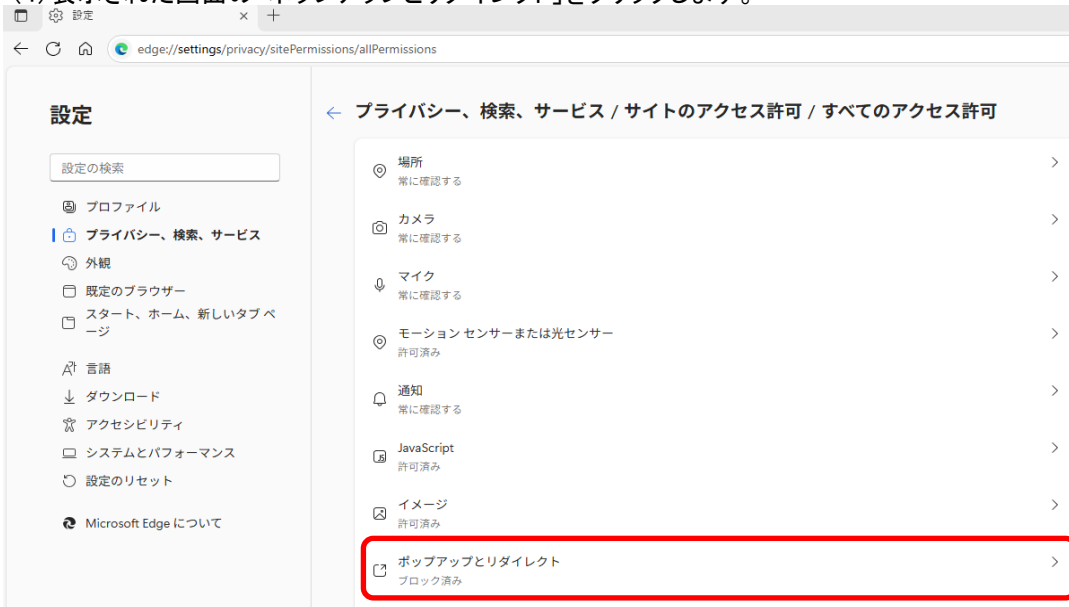 設定
edge://settings/privacy/sitePermissions/allPermissions
設定
プライバシー、検索、サービス / サイトのアクセス許可 / すべてのアクセス許可
設定の検索
プロファイル
プライバシー、検索、サービス
外観
既定のブラウザー
スタート、ホーム、新しいタブ ペ
ージ
言語
ダウンロード
アクセシビリティ
システムとパフォーマンス
設定のリセット
Microsoft Edge について
場所
常に確認する
カメラ
常に確認する
マイク
常に確認する
モーション センサーまたは光センサー
許可済み
通知
常に確認する
JavaScript
許可済み
イメージ
許可済み
ポップアップとリダイレクト
ブロック済み